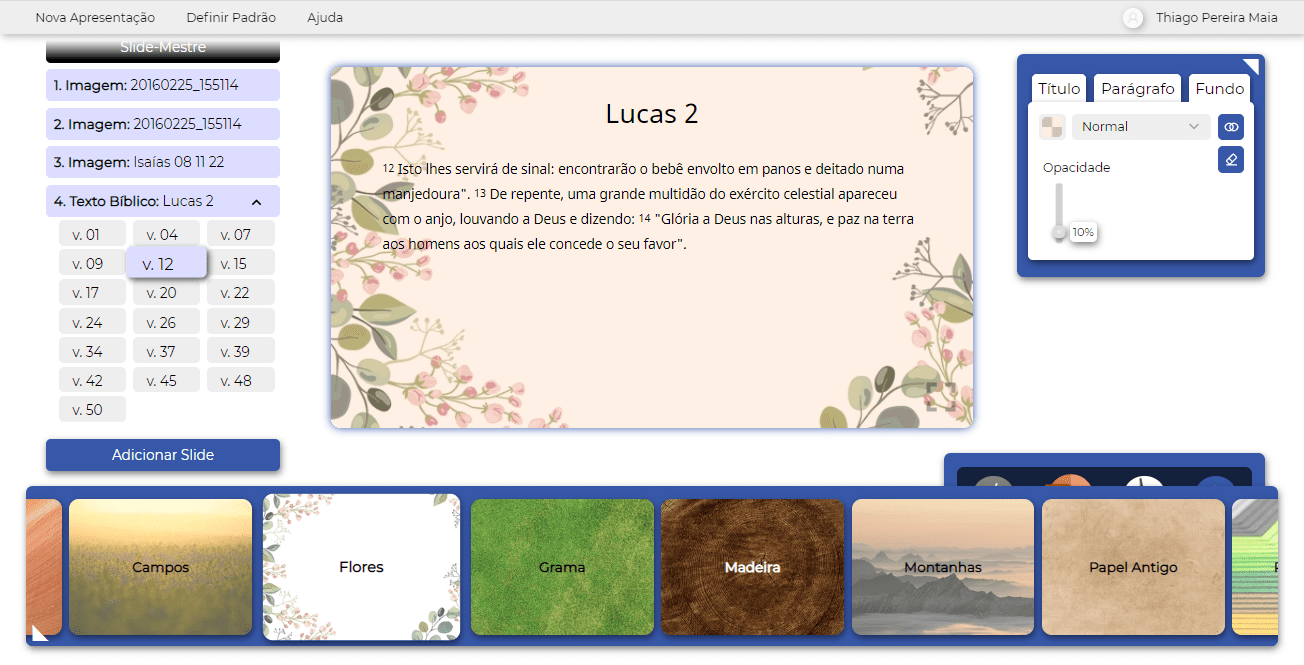 Nova Apresentação Definir Padrão Ajuda Thiago Pereira Maia
Slide-Mestre
1. Imagem: 20160225_155114
2. Imagem: 20160225_155114
3. Imagem: Isaías 08 11 22
4. Texto Bíblico: Lucas 2
v. 01 v. 04 v. 07
v. 09 v. 12 v. 15
v. 17 v. 20 v. 22
v. 24 v. 26 v. 29
v. 34 v. 37 v. 39
v. 42 v. 45 v. 48
v. 50
Adicionar Slide
Lucas 2
12 Isto lhes servirá de sinal: encontrarão o bebê envolto em panos e deitado numa
manjedoura". 13 De repente, uma grande multidão do exército celestial apareceu
com o anjo, louvando a Deus e dizendo: 14 "Glória a Deus nas alturas, e paz na terra
aos homens aos quais ele concede o seu favor".
Título Parágrafo Fundo
Normal
Opacidade
10%
Campos Flores Grama Madeira Montanhas Papel Antigo